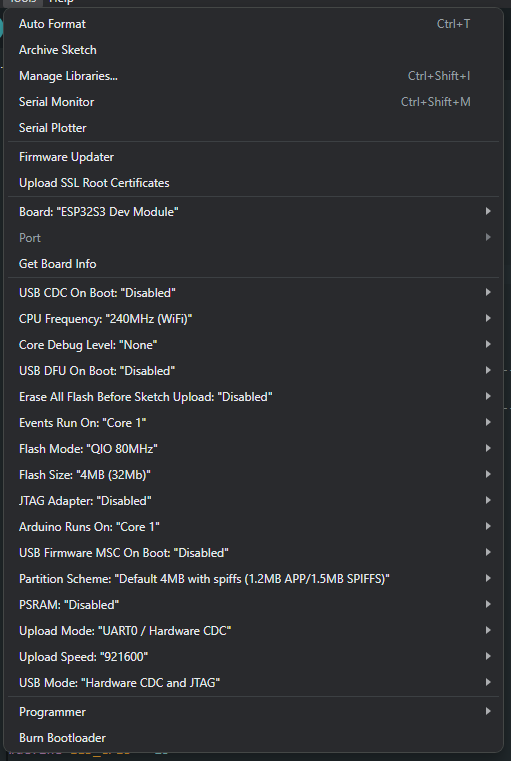 Tools Help
Auto Format Ctrl+T
Archive Sketch
Manage Libraries... Ctrl+Shift+I
Serial Monitor Ctrl+Shift+M
Serial Plotter
Firmware Updater
Upload SSL Root Certificates
Board: "ESP32S3 Dev Module"
Port
Get Board Info
USB CDC On Boot: "Disabled"
CPU Frequency: "240MHz (WiFi)"
Core Debug Level: "None"
USB DFU On Boot: "Disabled"
Erase All Flash Before Sketch Upload: "Disabled"
Events Run On: "Core 1"
Flash Mode: "QIO 80MHz"
Flash Size: "4MB (32Mb)"
JTAG Adapter: "Disabled"
Arduino Runs On: "Core 1"
USB Firmware MSC On Boot: "Disabled"
Partition Scheme: "Default 4MB with spiffs (1.2MB APP/1.5MB SPIFFS)"
PSRAM: "Disabled"
Upload Mode: "UART0 / Hardware CDC"
Upload Speed: "921600"
USB Mode: "Hardware CDC and JTAG"
Programmer
Burn Bootloader